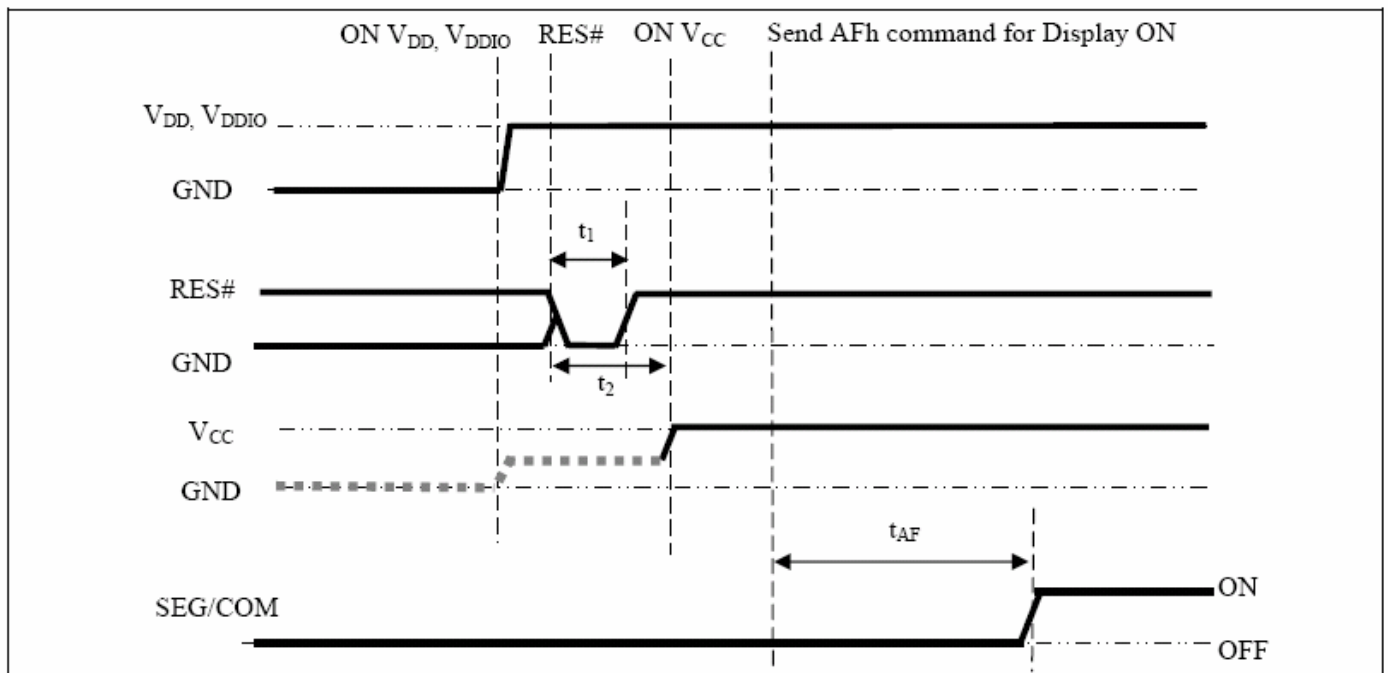 ON VDD, VDDIO RES# ON VCC Send AFh command for Display ON
VDD, VDDIO
GND
t1
RES#
GND
t2
VCC
GND
tAF
SEG/COM
ON
OFF